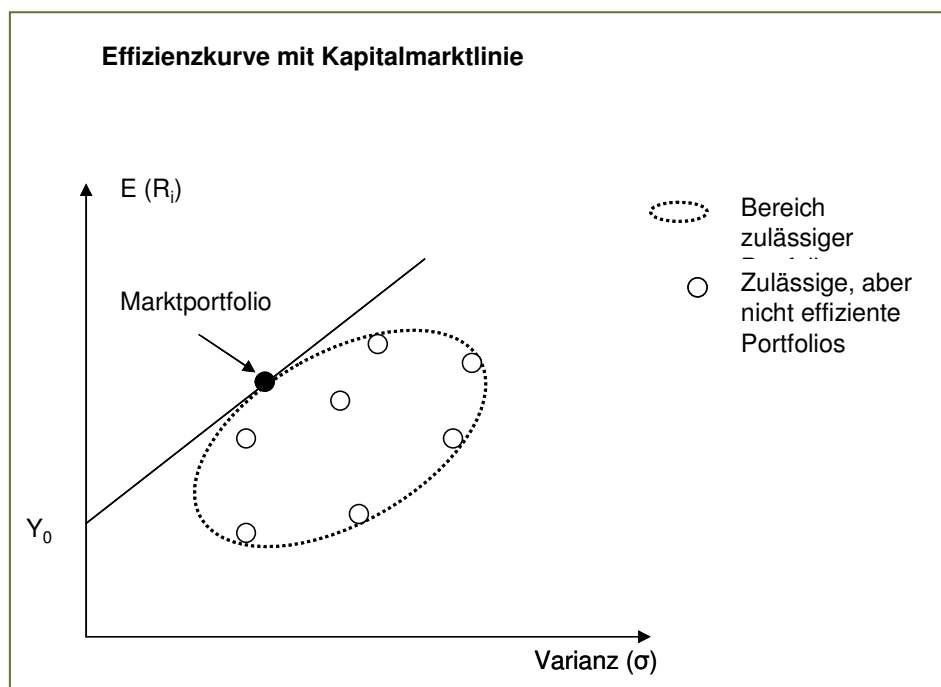 Effizienzkurve mit Kapitalmarktlinie
E (Ri)
Marktportfolio
Y0
Varianz (σ)
Bereich
zulässiger
Zulässige, aber
nicht effiziente
Portfolios